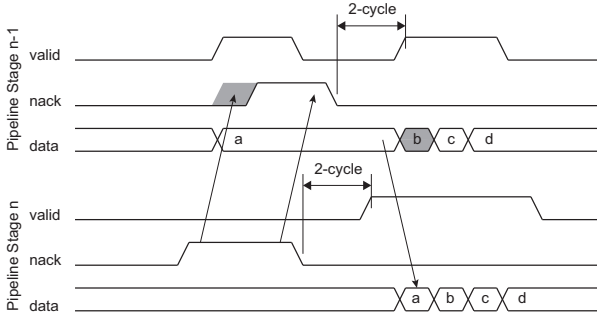 Pipeline Stage n-1
2-cycle
valid
nack
data
a
b
c
d
Pipeline Stage n
2-cycle
valid
nack
data
a
b
c
d